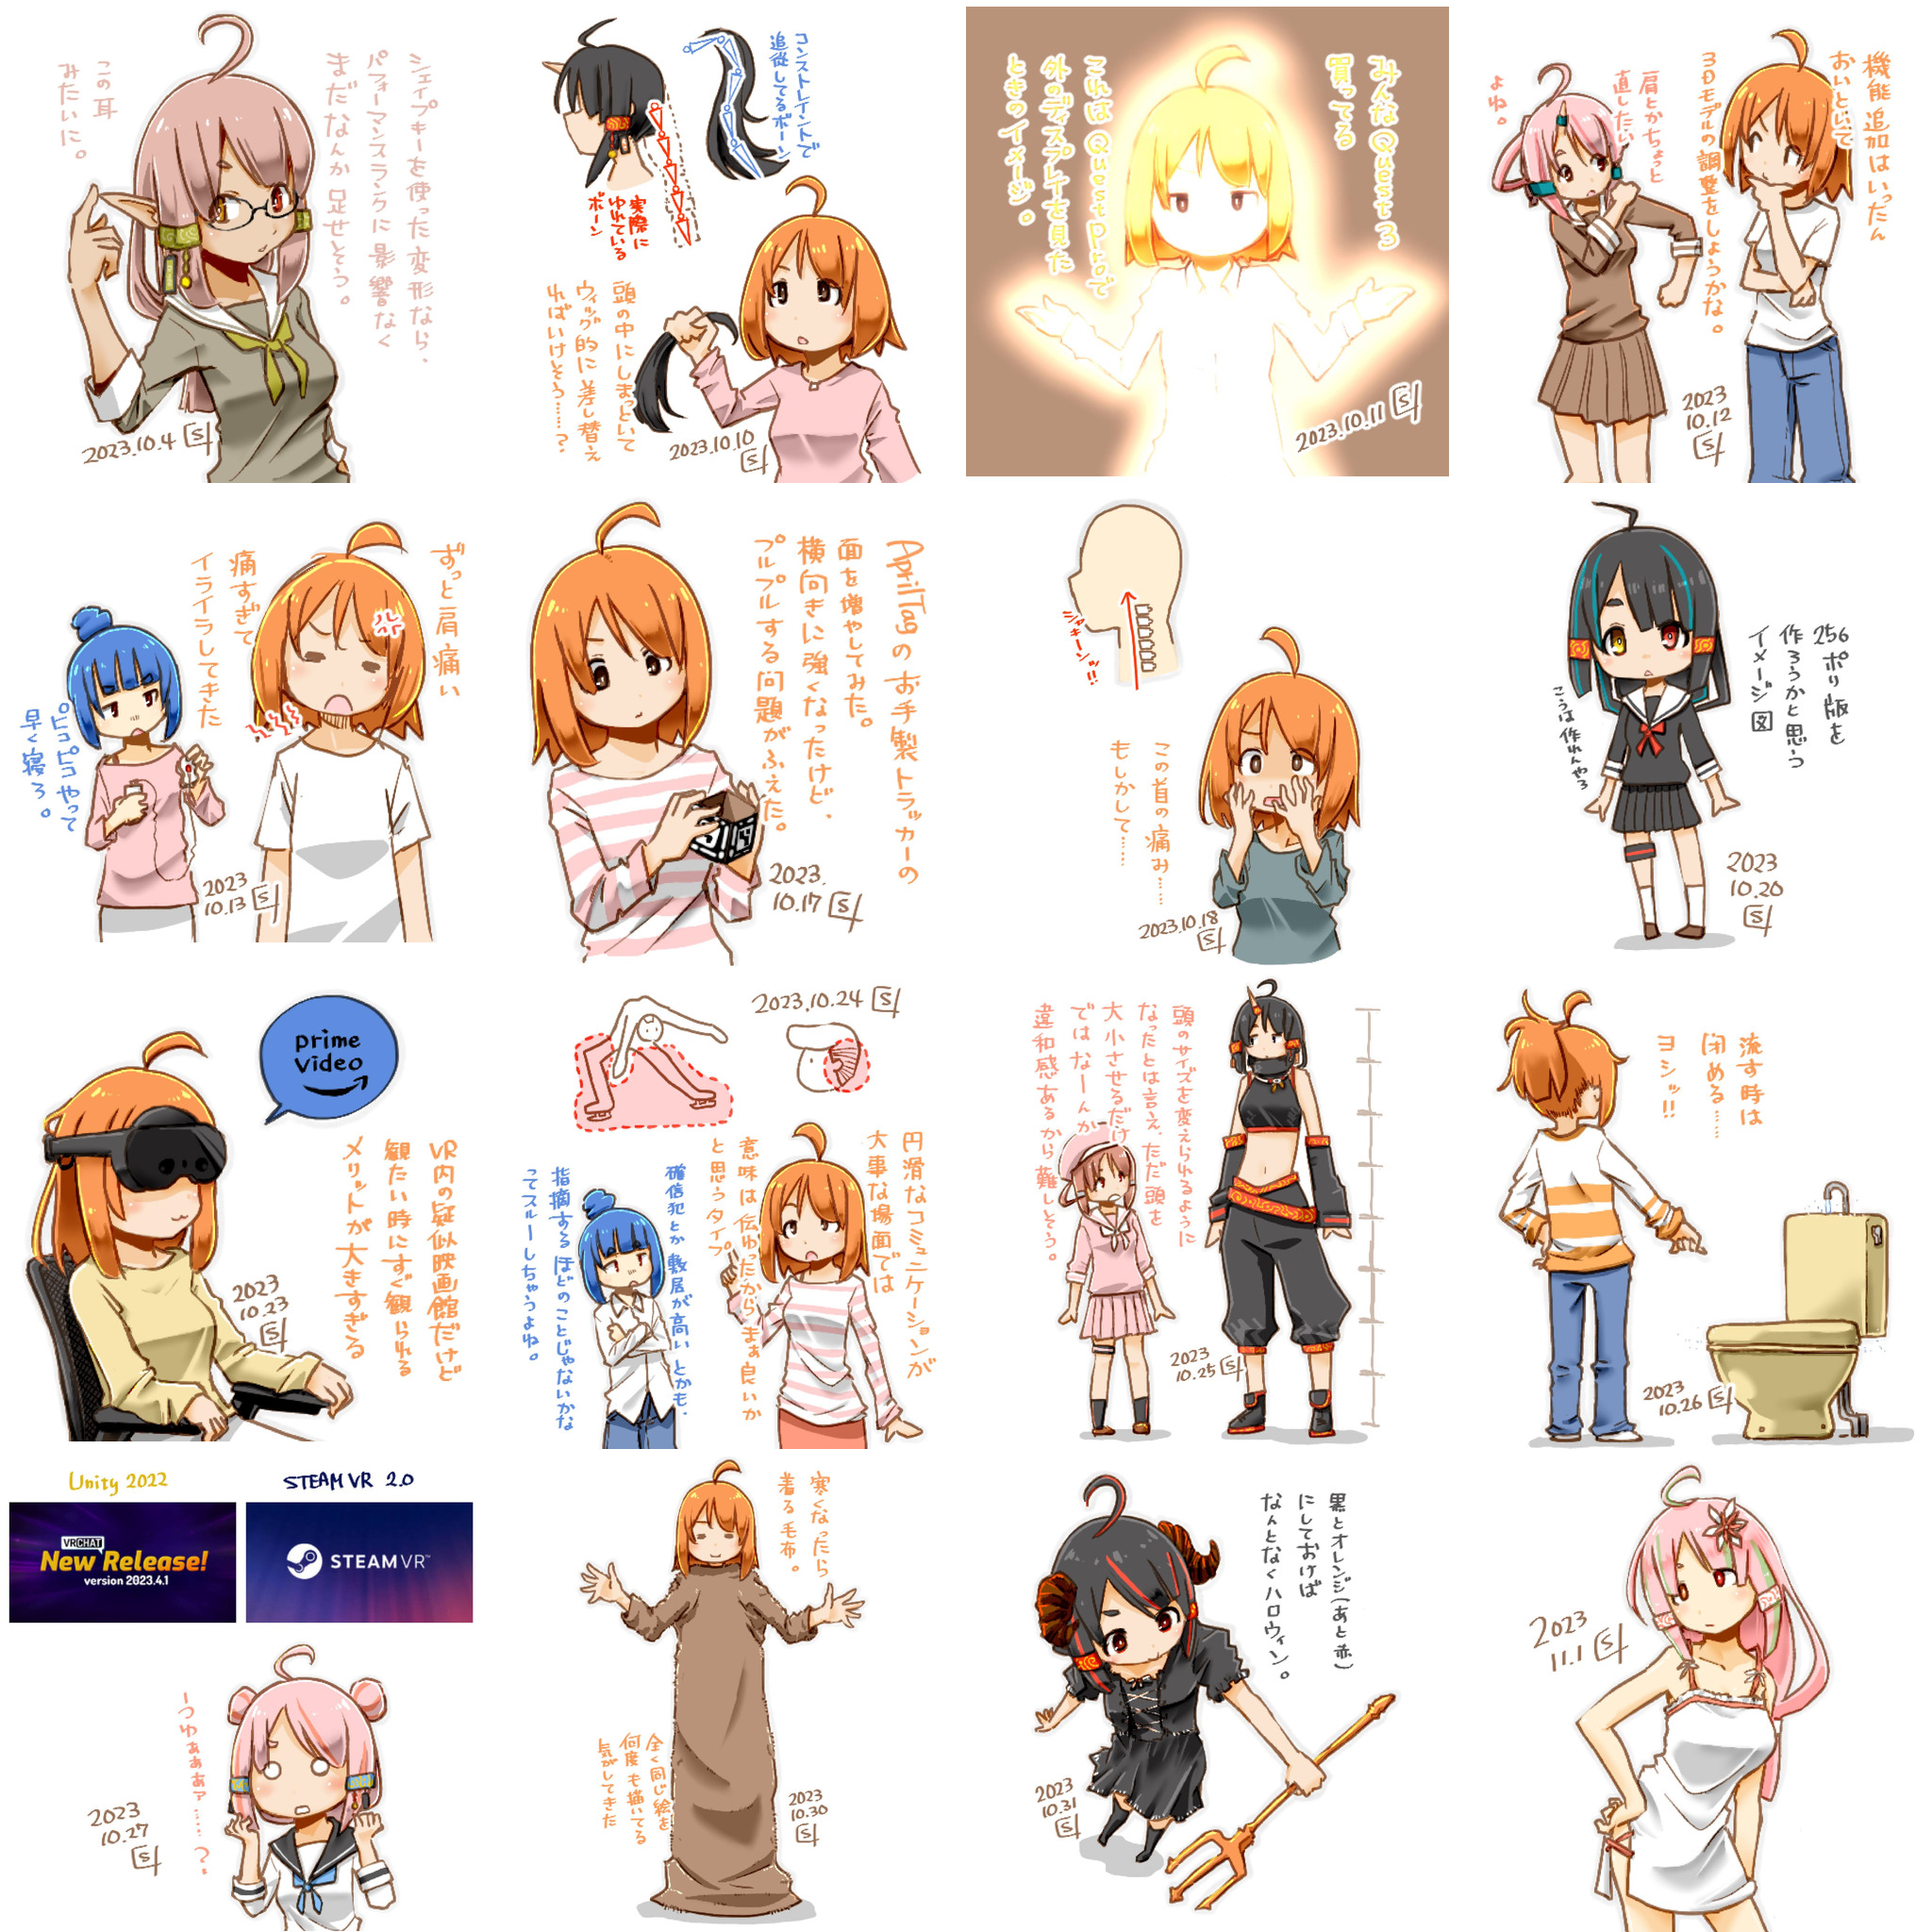 シェイプキーを使った変形なら、
パフォーマンスランクに影響なく
まだなんか足せそう。
この耳
みたいに。
2023.10.4
コンストレイントで
追従してるボーン
実際に
ゆれている
ボーン
頭の中にしまっといて
ウィッグ的に差し替え
ればいけそう……?
2023.10.10
みんなQuest3
買ってる
これはQuestProで
外のディスプレイを見た
ときのイメージ。
2023.10.11
機能追加はいったん
おいといて
3Dモデルの調整をしようかな。
肩とかちょっと
直したい
よね。
2023
10.12
ずっと肩痛い
痛すぎて
イライラしてきた
ピコピコやって
早く寝ろ。
2023
10.13
AprilTagのお手製トラッカーの
面を増やしてみた。
横向きに強くなったけど、
プルプルする問題がふえた。
2023.
10.17
シャキーンッ!!
この首の痛み……
もしかして……
2023.10.18
256ポリ版を
作ろうかと思う
イメージ図
こうは作れんやろ
2023
10.20
prime
video
VR内の疑似映画館だけど
観たい時にすぐ観られる
メリットが大きすぎる
2023
10.23
2023.10.24
円滑なコミュニケーションが
大事な場面では
意味は伝わったからまぁ良いか
と思うタイプ
確信犯とか敷居が高いとかも、
指摘するほどのことじゃないかな
ってスルーしちゃうよね。
頭のサイズを変えられるように
なったとは言え、ただ頭を
大小させるだけ
ではなーんか
違和感あるから難しそう。
2023
10.25
流す時は
閉める……
ヨシッ!!
2023
10.26
Unity 2022
STEAM VR 2.0
VRCHAT
New Release!
version 2023.4.1
STEAMVR™
ーつゅぁぁぁァ……?
2023
10.27
寒くなったら
着る毛布。
全く同じ絵を
何度も描いてる
気がしてきた
2023
10.30
黒とオレンジ(あと赤)
にしておけば
なんとなくハロウィン。
2023
10.31
2023
11.1